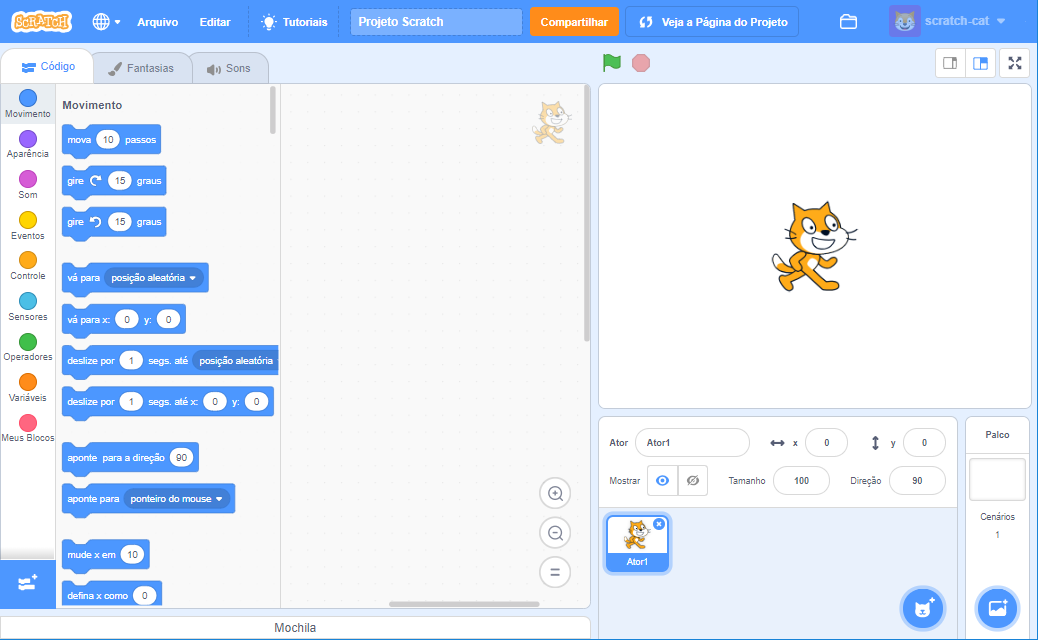 SCRATCH Arquivo Editar Tutoriais Projeto Scratch Compartilhar Veja a Página do Projeto scratch-cat
Código Fantasias Sons
Movimento
Aparência
Som
Eventos
Controle
Sensores
Operadores
Variáveis
Meus Blocos
Movimento
mova 10 passos
gire 15 graus
gire 15 graus
vá para posição aleatória
vá para x: 0 y: 0
deslize por 1 segs. até posição aleatória
deslize por 1 segs. até x: 0 y: 0
aponte para a direção 90
aponte para ponteiro do mouse
mude x em 10
defina x como 0
Mochila
Ator Ator1 x 0 y 0
Mostrar Tamanho 100 Direção 90
Ator1
Palco
Cenários
1